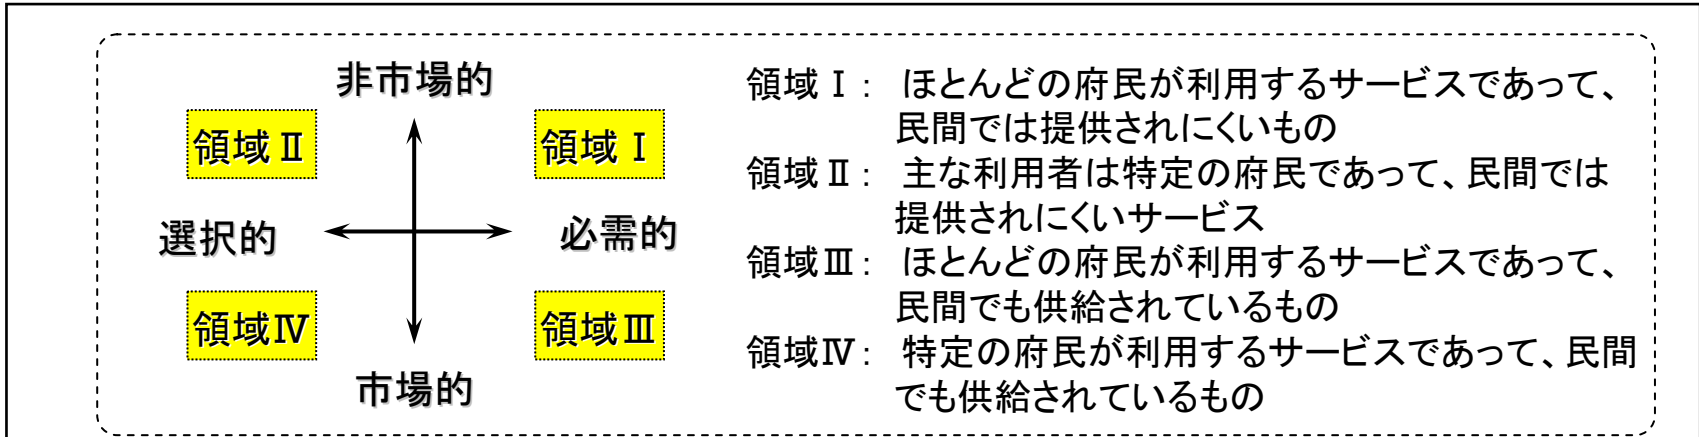 非市場的
領域Ⅱ
領域Ⅰ
選択的
必需的
領域Ⅳ
領域Ⅲ
市場的
領域Ⅰ： ほとんどの府民が利用するサービスであって、
民間では提供されにくいもの
領域Ⅱ： 主な利用者は特定の府民であって、民間では
提供されにくいサービス
領域Ⅲ： ほとんどの府民が利用するサービスであって、
民間でも供給されているもの
領域Ⅳ： 特定の府民が利用するサービスであって、民間
でも供給されているもの